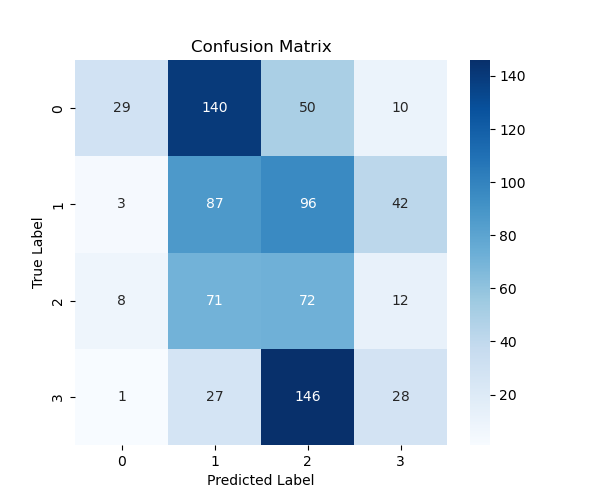 Confusion Matrix
0 29 140 50 10
1 3 87 96 42
2 8 71 72 12
3 1 27 146 28
0 1 2 3
Predicted Label
True Label
140
120
100
80
60
40
20